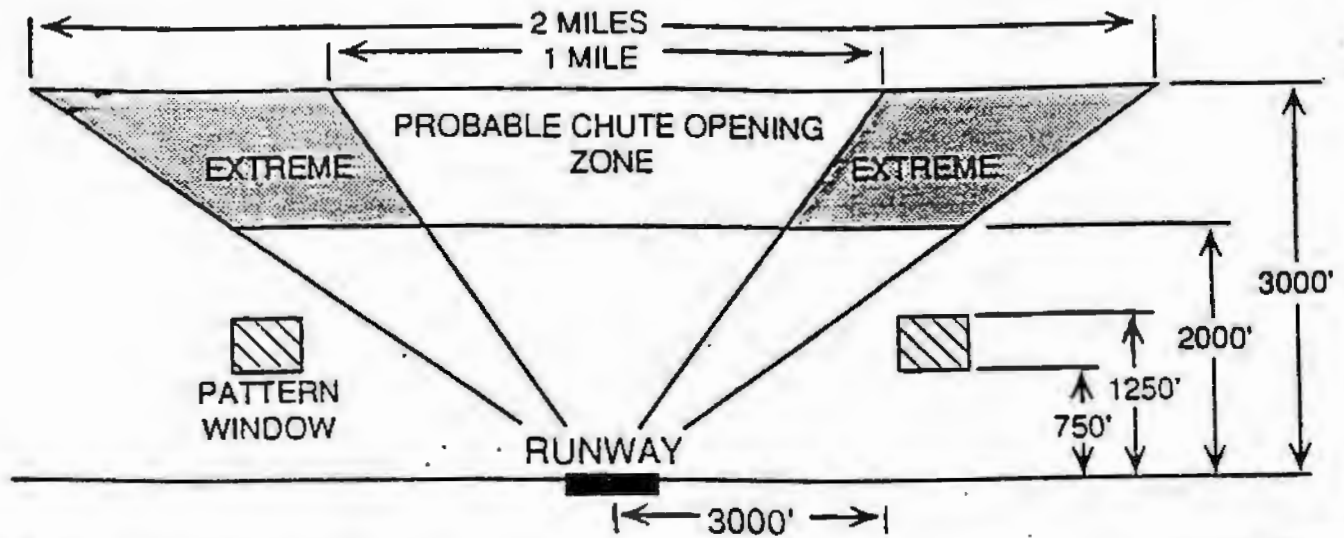 2 MILES
1 MILE
PROBABLE CHUTE OPENING
ZONE
EXTREME
EXTREME
3000'
2000'
1250'
750'
PATTERN
WINDOW
RUNWAY
3000'